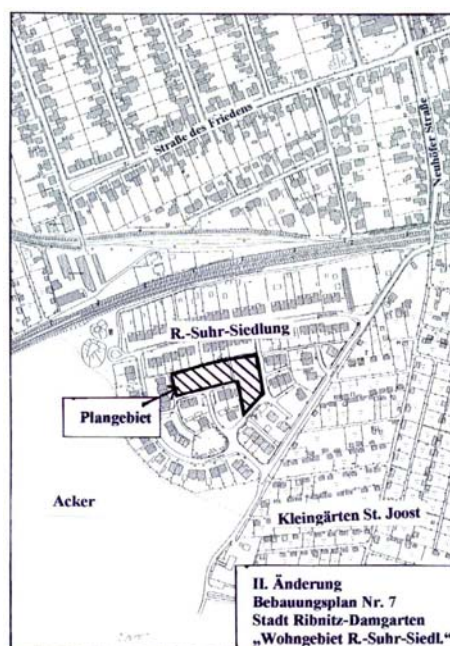 Straße des Friedens
Neuhöfer Straße
R.-Suhr-Siedlung
Plangebiet
Acker
Kleingärten St. Joost
II. Änderung
Bebauungsplan Nr. 7
Stadt Ribnitz-Damgarten
„Wohngebiet R.-Suhr-Siedl.“